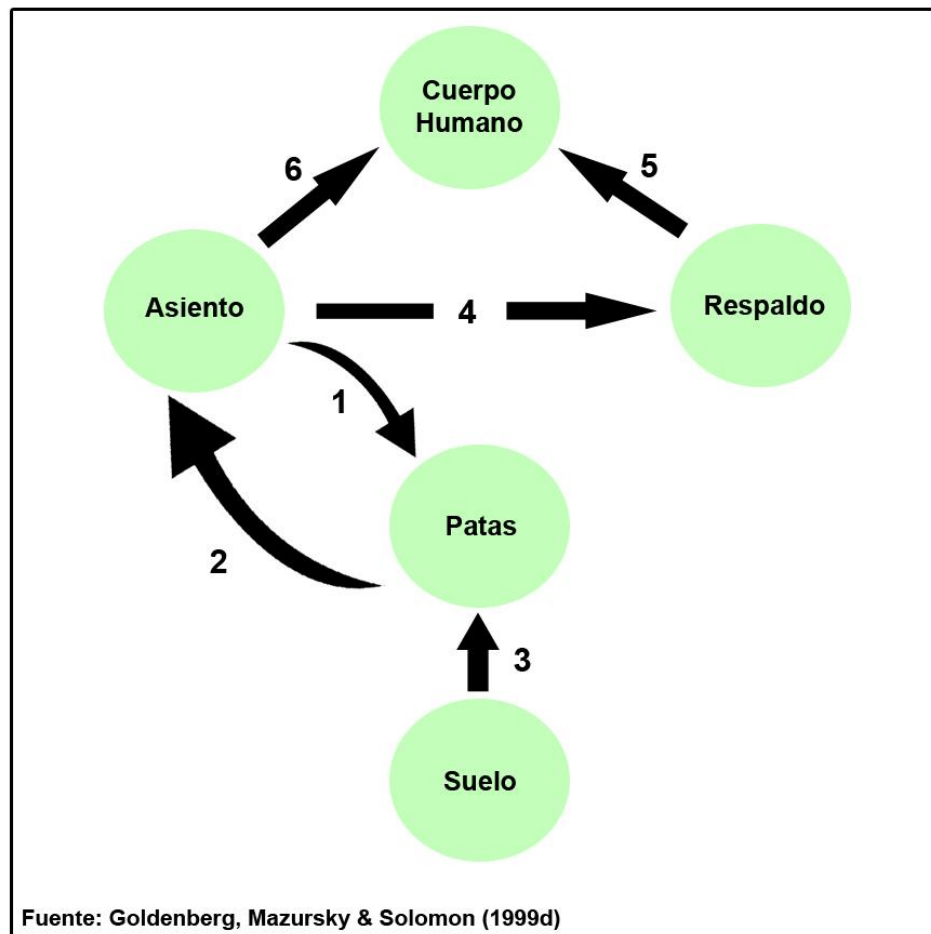 Cuerpo
Humano
6
5
Asiento
4
Respaldo
1
Patas
2
3
Suelo
Fuente: Goldenberg, Mazursky & Solomon (1999d)